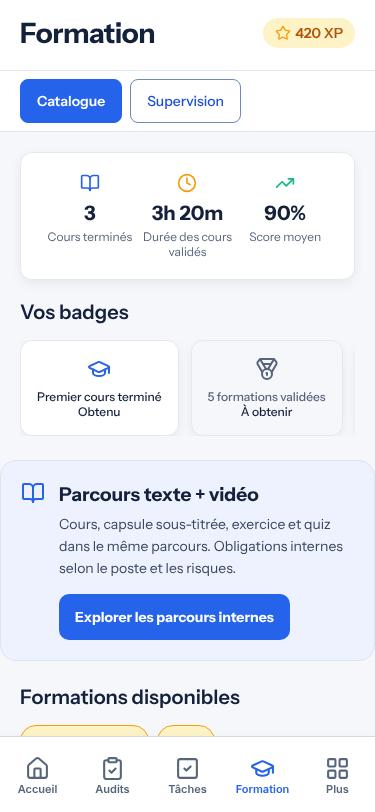 Formation
420 XP
Catalogue
Supervision
3
3h 20m
90%
Cours terminés
Durée des cours
validés
Score moyen
Vos badges
Premier cours terminé
Obtenu
5 formations validées
À obtenir
Parcours texte + vidéo
Cours, capsule sous-titrée, exercice et quiz
dans le même parcours. Obligations internes
selon le poste et les risques.
Explorer les parcours internes
Formations disponibles
Accueil
Audits
Tâches
Formation
Plus